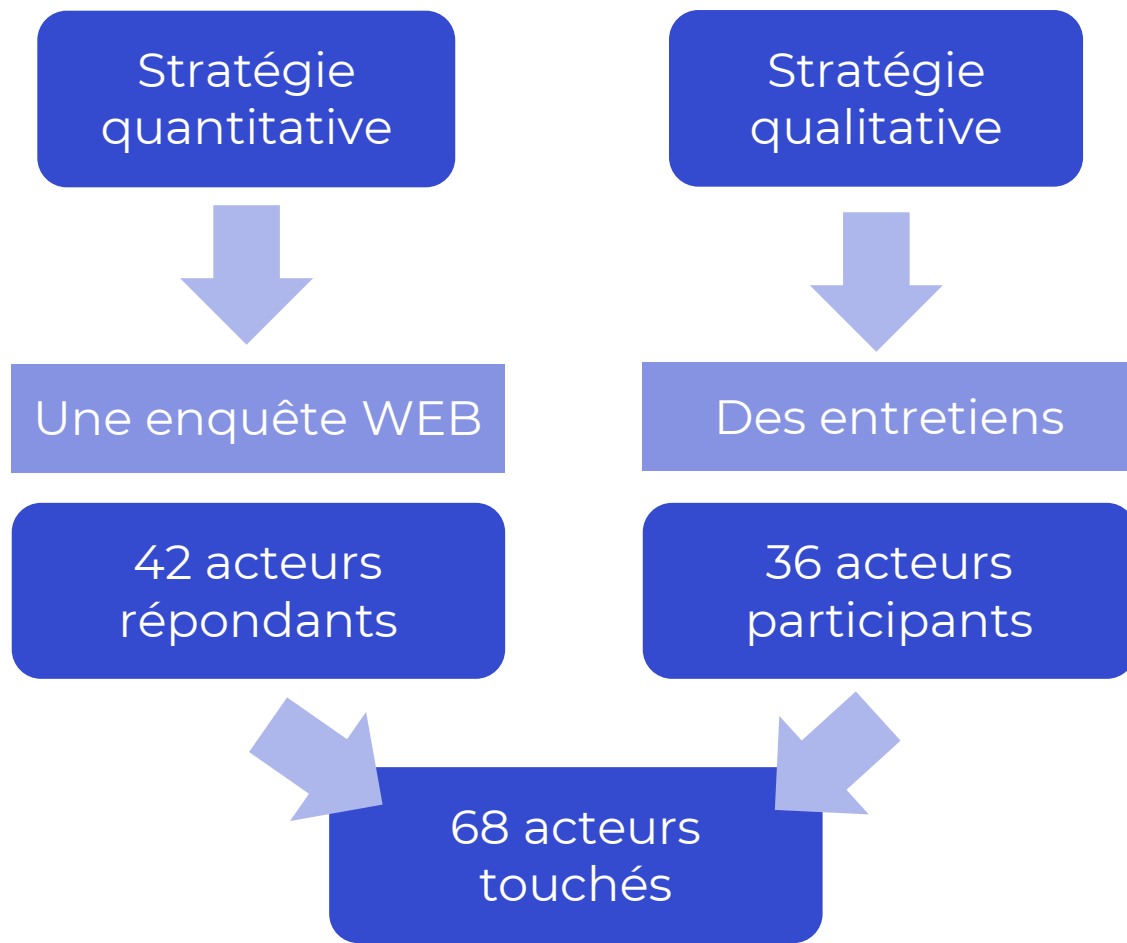 Stratégie
quantitative
Stratégie
qualitative
Une enquête WEB
Des entretiens
42 acteurs
répondants
36 acteurs
participants
68 acteurs
touchés